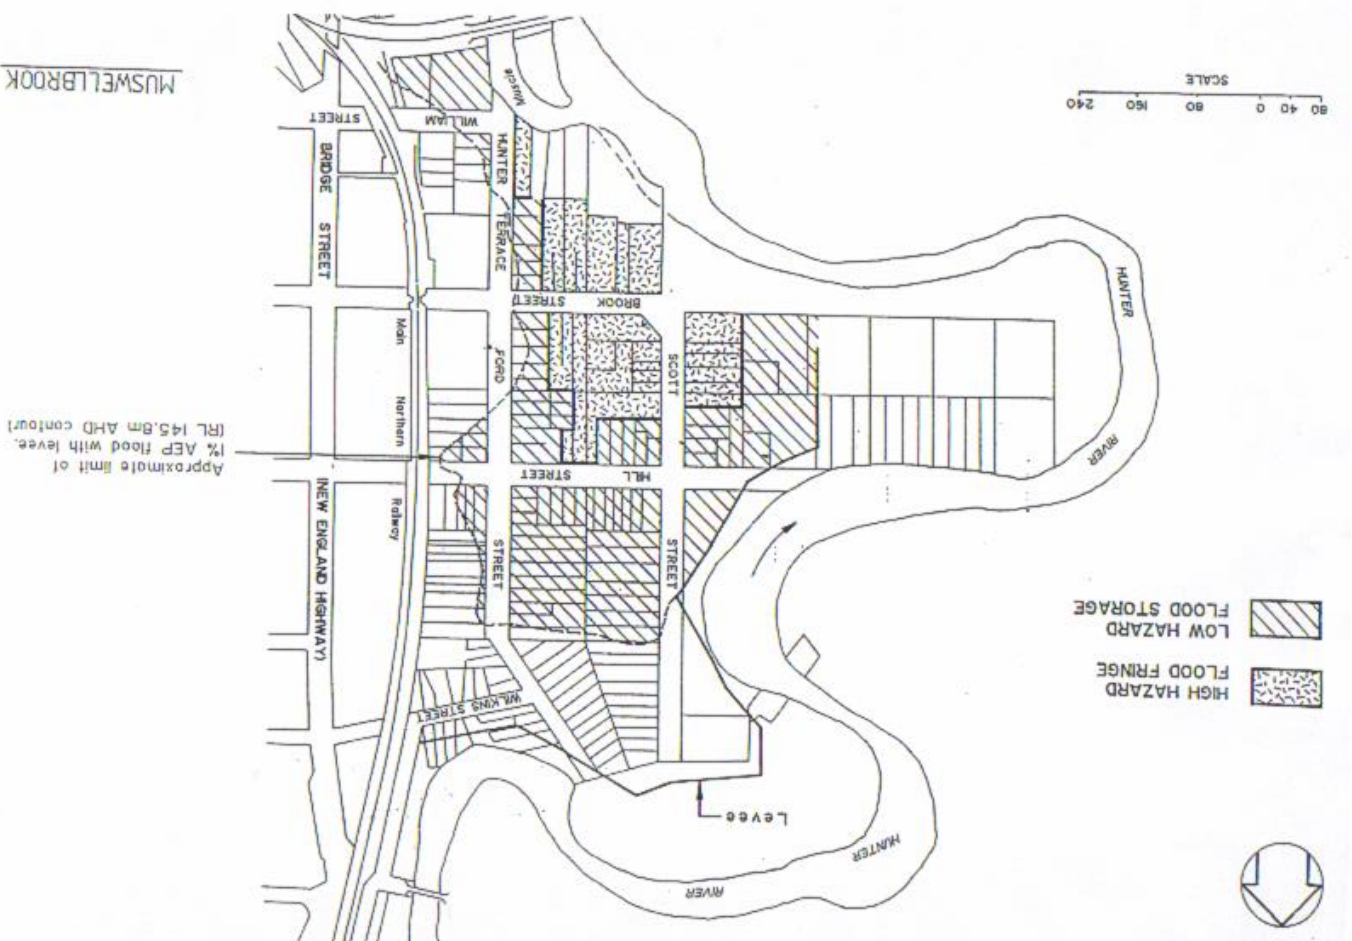 RIVER
HUNTER
Levee
WILKINS STREET
HIGH HAZARD
FLOOD FRINGE
LOW HAZARD
FLOOD STORAGE
HILL STREET
Approximate limit of
1% AEP flood with levee.
(RL 145.8m AHD contour)
BRIDGE STREET (NEW ENGLAND HIGHWAY)
Main Northern Railway
HUNTER TERRACE
FORD STREET
SCOTT STREET
HUNTER RIVER
BROOK STREET
WILLIAM STREET
Muscle
80 40 0 80 160 240
SCALE
MUSWELLBROOK